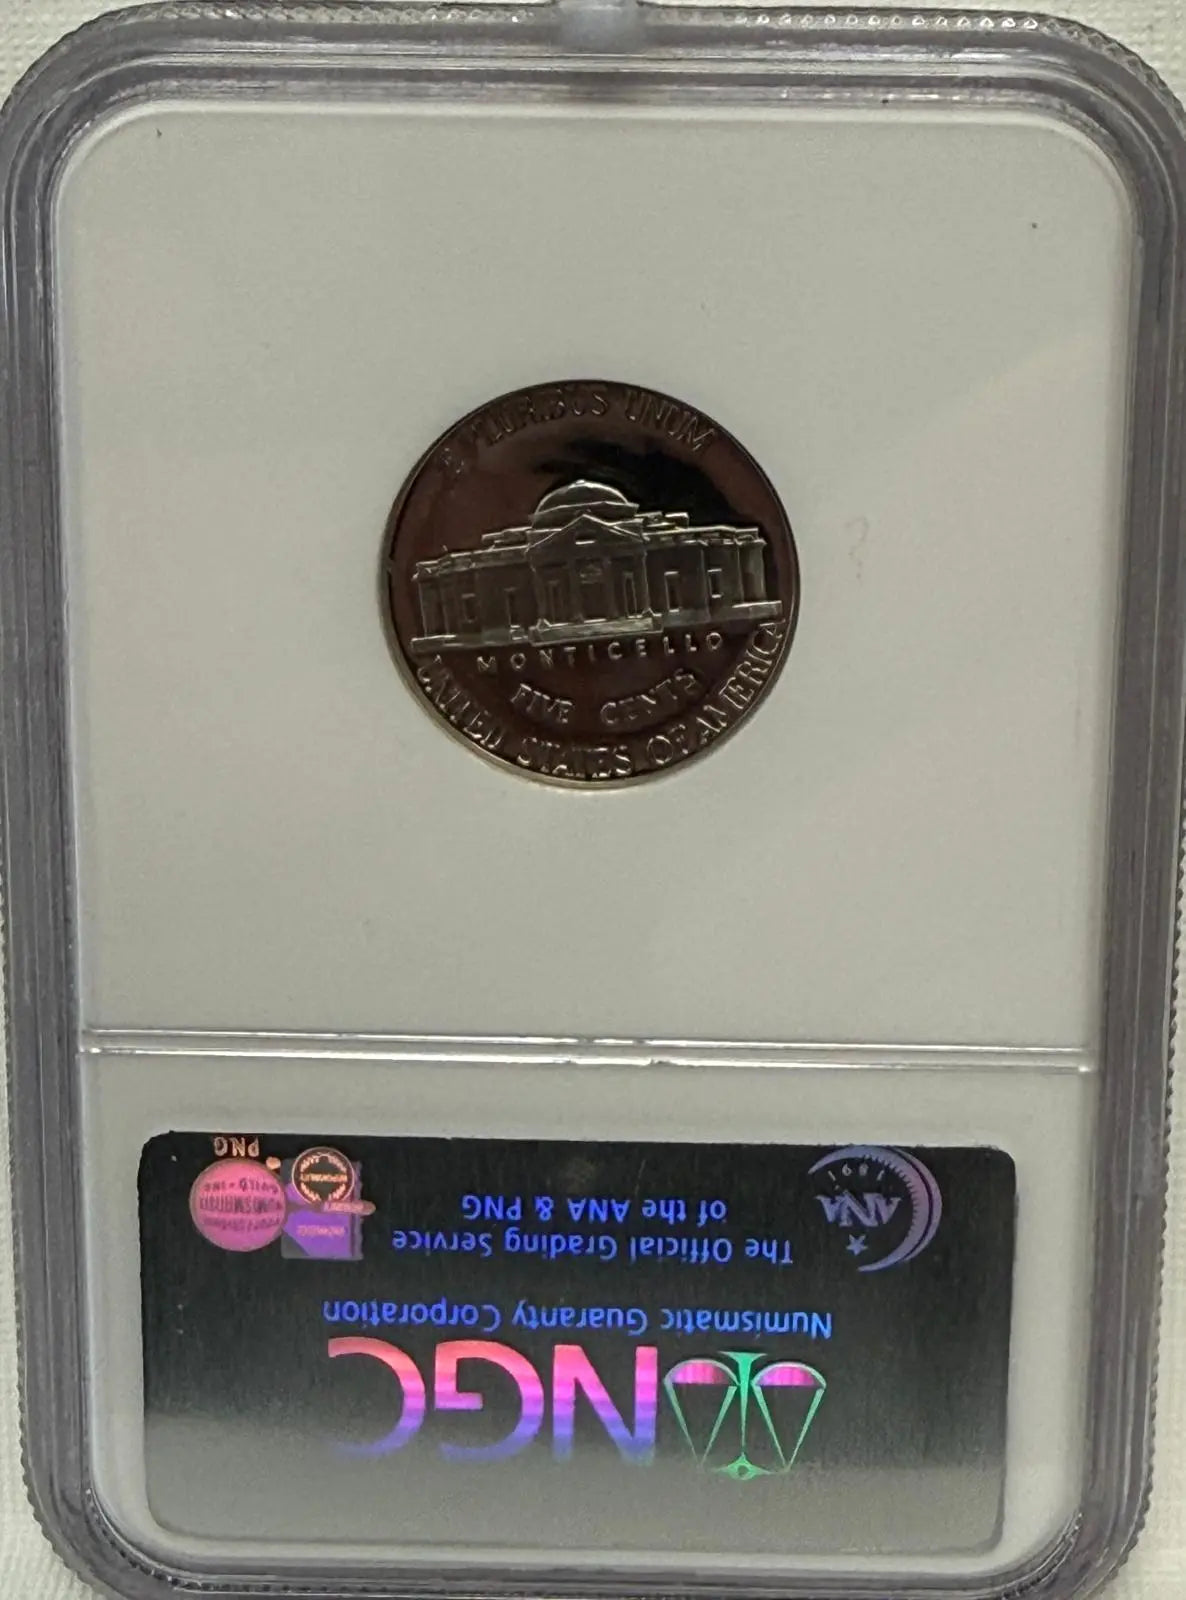 E PLURIBUS UNUM
MONTICELLO
FIVE CENTS
UNITED STATES OF AMERICA
NGC
Numismatic Guaranty Corporation
The Official Grading Service
of the ANA & PNG
1891
ANA
PNG